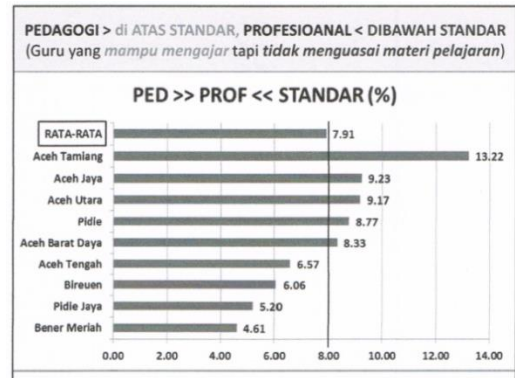 PEDAGOGI > di ATAS STANDAR, PROFESIOANAL < DIBAWAH STANDAR
(Guru yang mampu mengajar tapi tidak menguasai materi pelajaran)
PED >> PROF << STANDAR (%)
RATA-RATA 7.91
Aceh Tamiang 13.22
Aceh Jaya 9.23
Aceh Utara 9.17
Pidie 8.77
Aceh Barat Daya 8.33
Aceh Tengah 6.57
Bireuen 6.06
Pidie Jaya 5.20
Bener Meriah 4.61
0.00 2.00 4.00 6.00 8.00 10.00 12.00 14.00